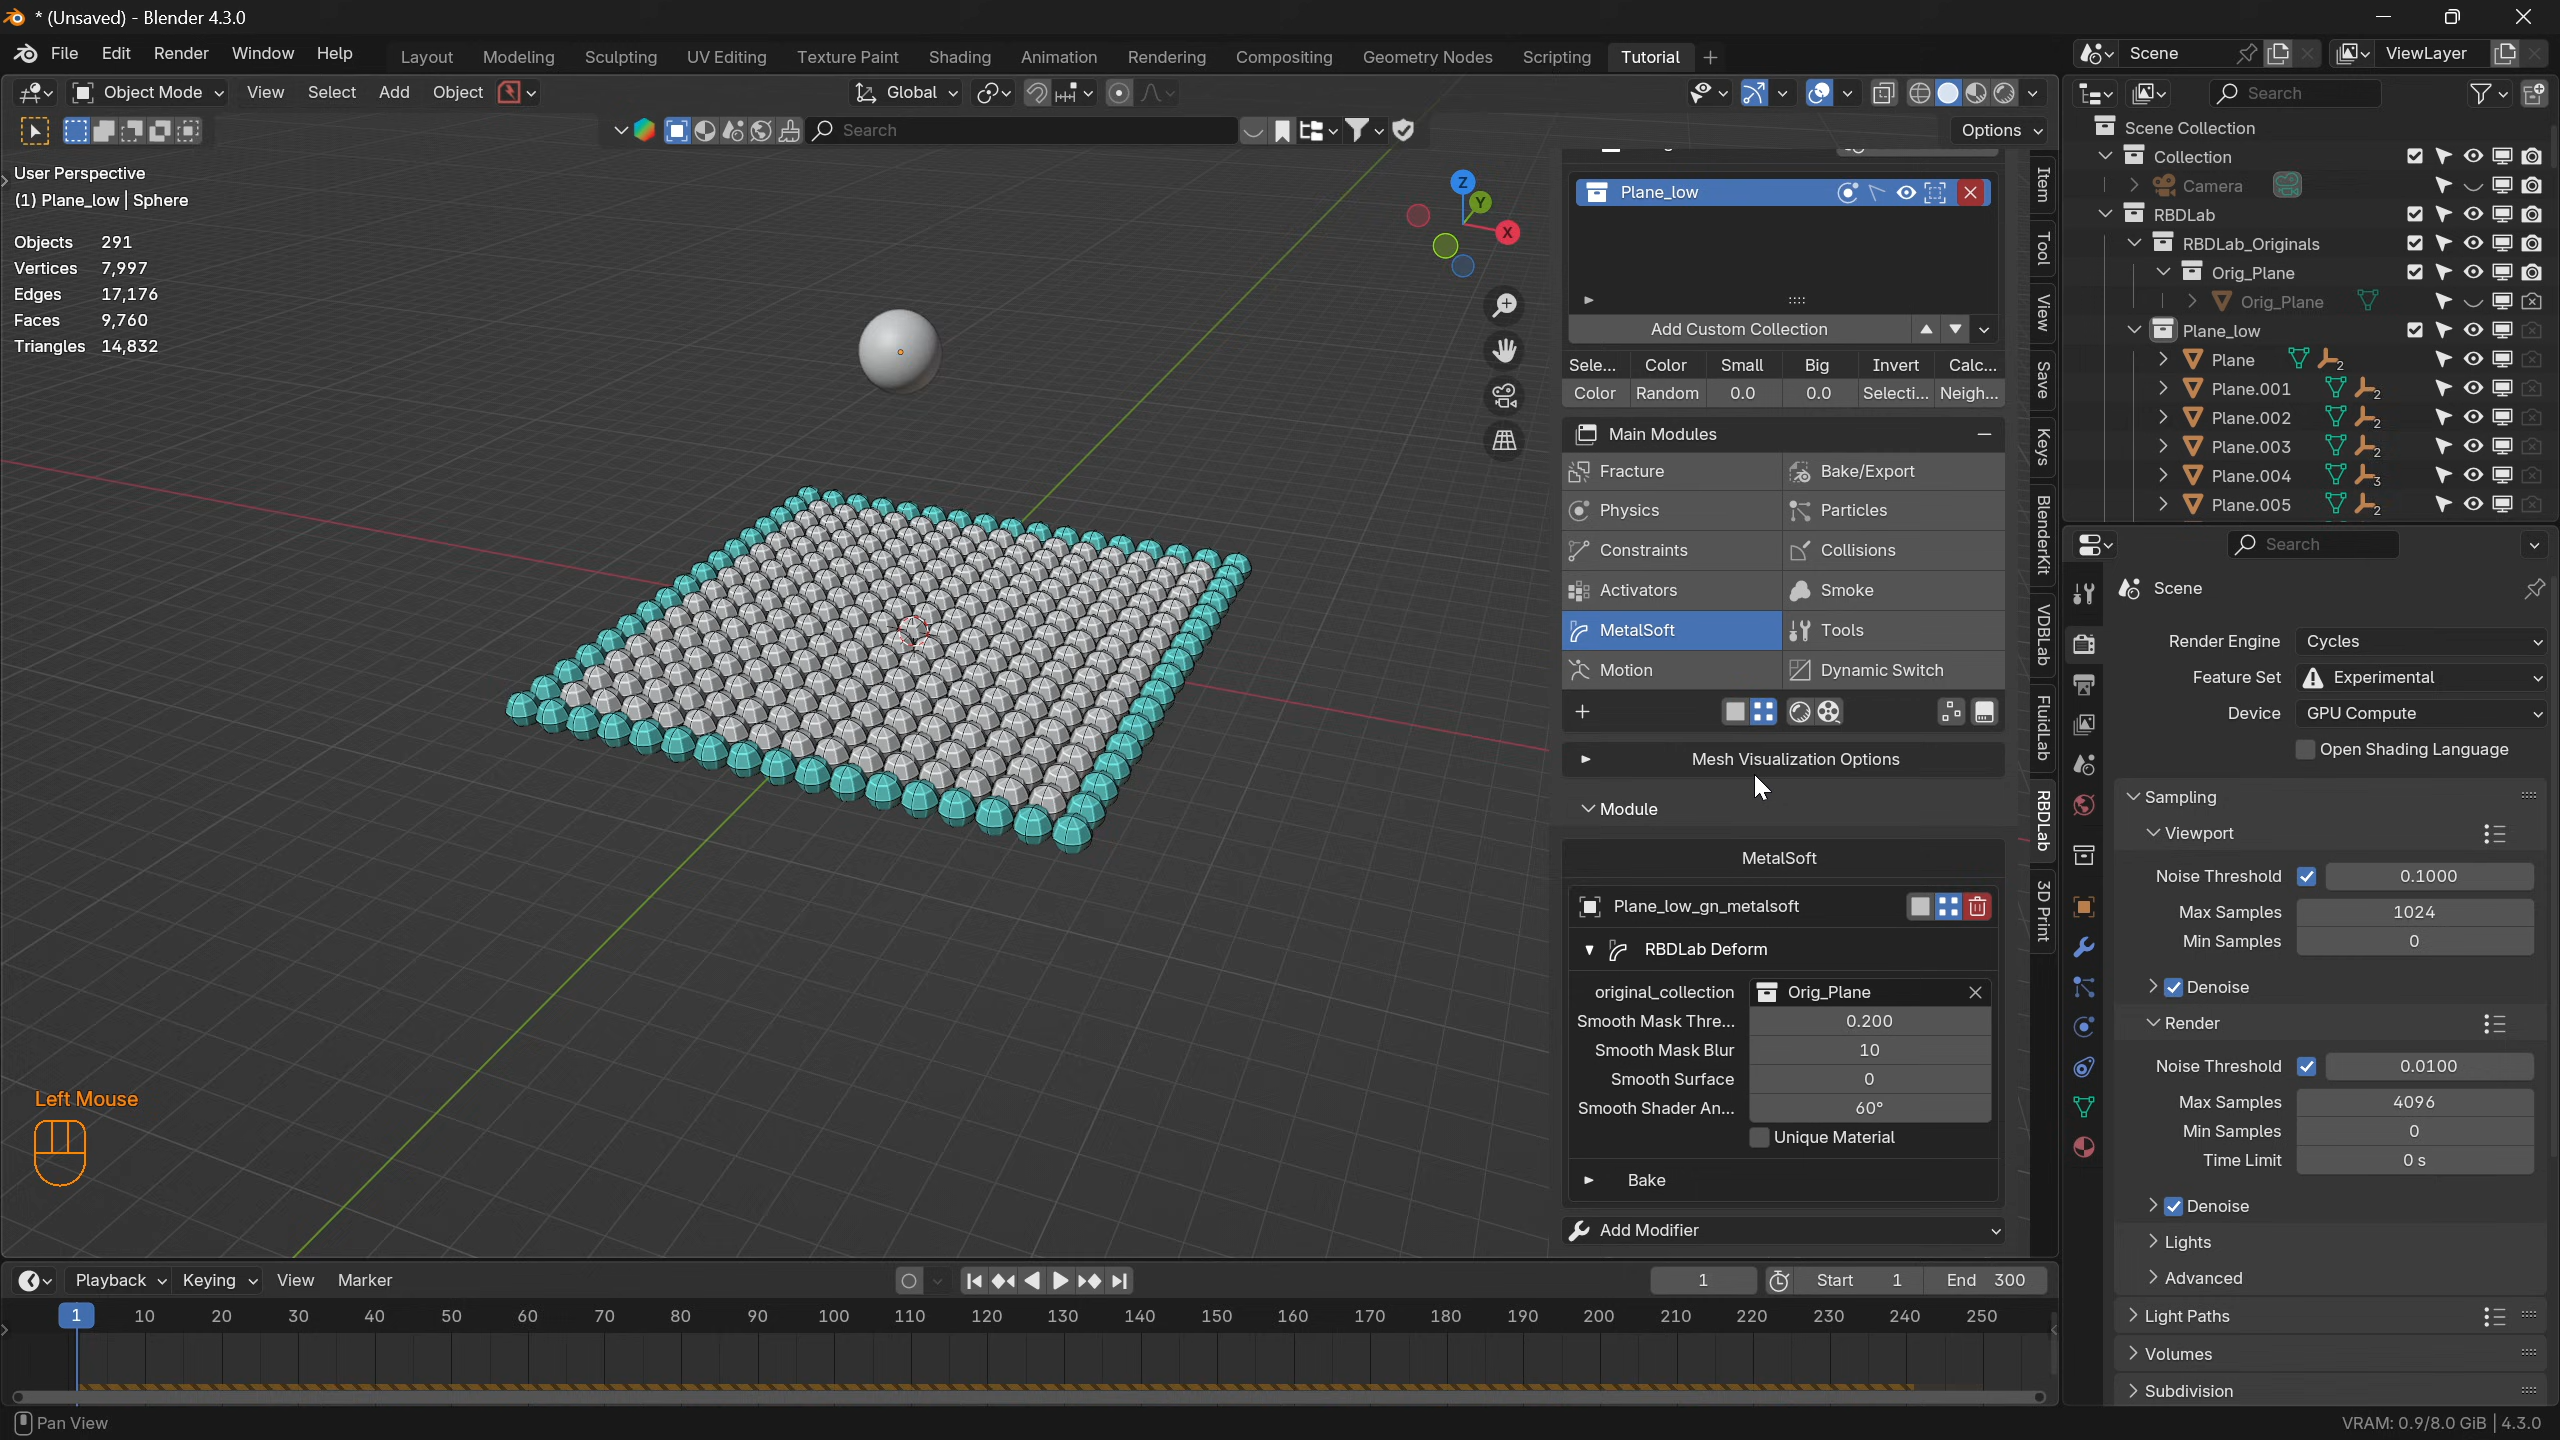 * (Unsaved) - Blender 4.3.0
File Edit Render Window Help Layout Modeling Sculpting UV Editing Texture Paint Shading Animation Rendering Compositing Geometry Nodes Scripting Tutorial + Scene ViewLayer
Object Mode View Select Add Object Global
Search Options
User Perspective
(1) Plane_low | Sphere
Objects 291
Vertices 7,997
Edges 17,176
Faces 9,760
Triangles 14,832
Z
Y
X
Left Mouse
Plane_low
Add Custom Collection
Sele... Color Small Big Invert Calc...
Color Random 0.0 0.0 Selecti... Neigh...
Main Modules
Fracture Bake/Export
Physics Particles
Constraints Collisions
Activators Smoke
MetalSoft Tools
Motion Dynamic Switch
Mesh Visualization Options
Module
MetalSoft
Plane_low_gn_metalsoft
RBDLab Deform
original_collection Orig_Plane
Smooth Mask Thre... 0.200
Smooth Mask Blur 10
Smooth Surface 0
Smooth Shader An... 60°
Unique Material
Bake
Add Modifier
Item
Tool
View
Save
Keys
BlenderKit
VDBLab
FluidLab
RBDLab
3D Print
Search
Scene Collection
Collection
Camera
RBDLab
RBDLab_Originals
Orig_Plane
Orig_Plane
Plane_low
Plane 2
Plane.001 2
Plane.002 2
Plane.003 2
Plane.004 3
Plane.005 2
Search
Scene
Render Engine Cycles
Feature Set Experimental
Device GPU Compute
Open Shading Language
Sampling
Viewport
Noise Threshold 0.1000
Max Samples 1024
Min Samples 0
Denoise
Render
Noise Threshold 0.0100
Max Samples 4096
Min Samples 0
Time Limit 0 s
Denoise
Lights
Advanced
Light Paths
Volumes
Subdivision
Playback Keying View Marker 1 Start 1 End 300
1 10 20 30 40 50 60 70 80 90 100 110 120 130 140 150 160 170 180 190 200 210 220 230 240 250
Pan View
VRAM: 0.9/8.0 GiB | 4.3.0